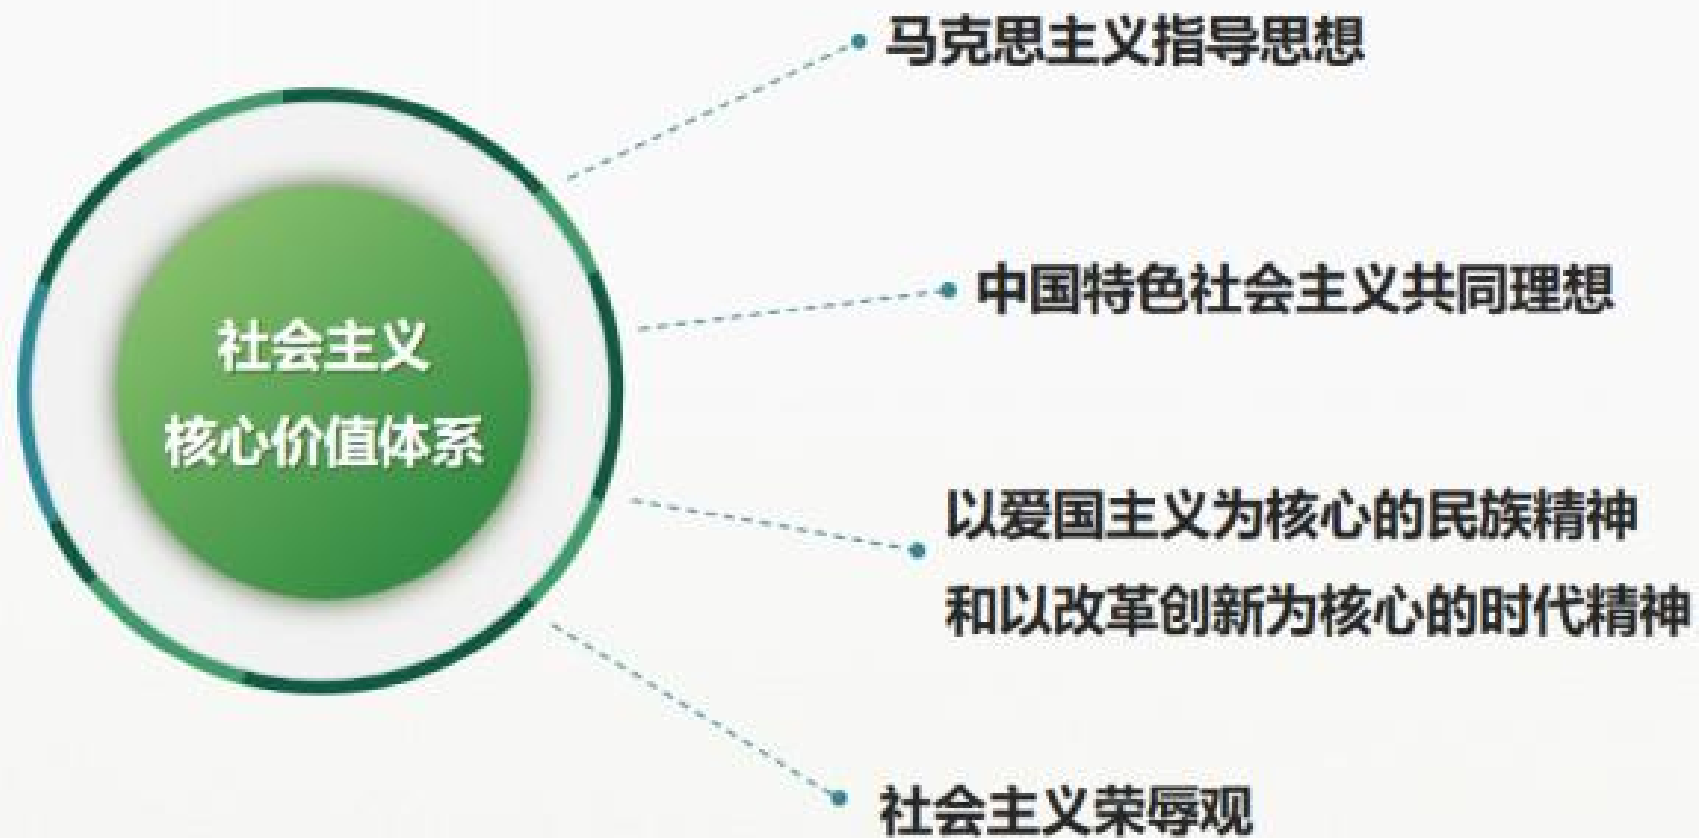 马克思主义指导思想
中国特色社会主义共同理想
社会主义
核心价值体系
以爱国主义为核心的民族精神
和以改革创新为核心的时代精神
社会主义荣辱观